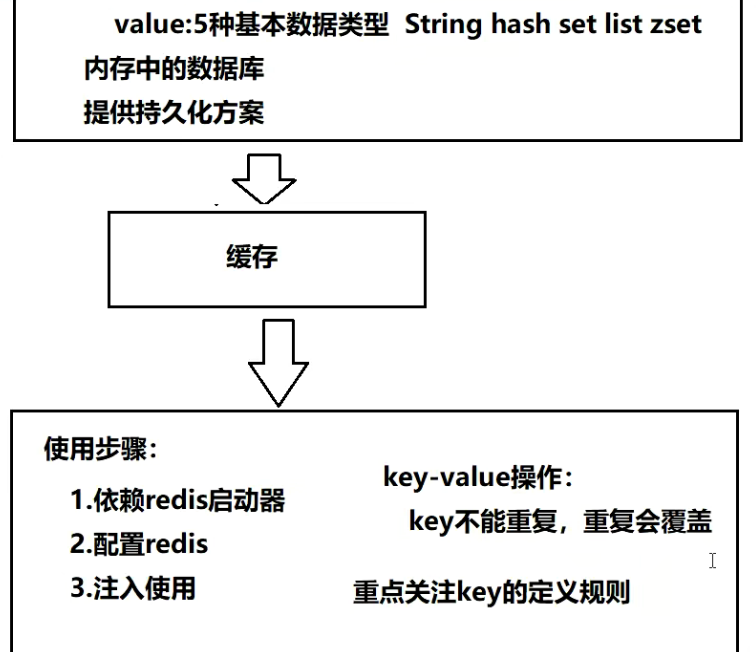 value:5种基本数据类型 String hash set list zset
内存中的数据库
提供持久化方案
缓存
使用步骤：
1.依赖redis启动器
2.配置redis
3.注入使用
key-value操作：
key不能重复，重复会覆盖
重点关注key的定义规则